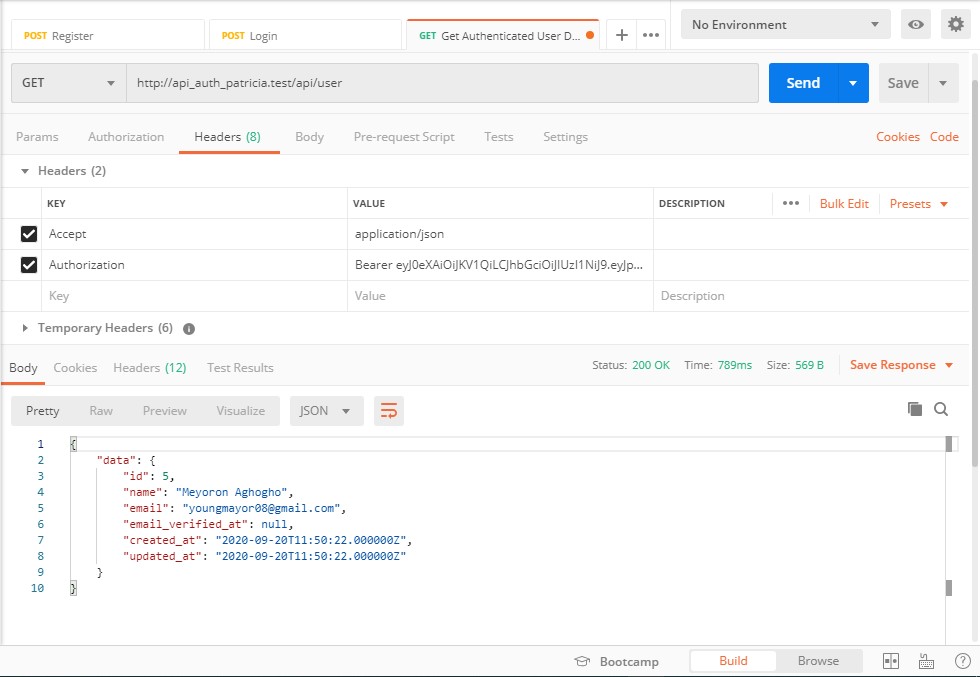 POST Register POST Login GET Get Authenticated User D... + ••• No Environment
GET http://api_auth_patricia.test/api/user Send Save
Params Authorization Headers (8) Body Pre-request Script Tests Settings Cookies Code
Headers (2)
KEY VALUE DESCRIPTION ••• Bulk Edit Presets
Accept application/json
Authorization Bearer eyJ0eXAiOiJKV1QiLCJhbGciOiJIUzI1NiJ9.eyJp...
Key Value Description
Temporary Headers (6) i
Body Cookies Headers (12) Test Results Status: 200 OK Time: 789ms Size: 569 B Save Response
Pretty Raw Preview Visualize JSON
1 {
2 "data": {
3 "id": 5,
4 "name": "Meyoron Aghogho",
5 "email": "youngmayor08@gmail.com",
6 "email_verified_at": null,
7 "created_at": "2020-09-20T11:50:22.000000Z",
8 "updated_at": "2020-09-20T11:50:22.000000Z"
9 }
10 }
Bootcamp Build Browse ?